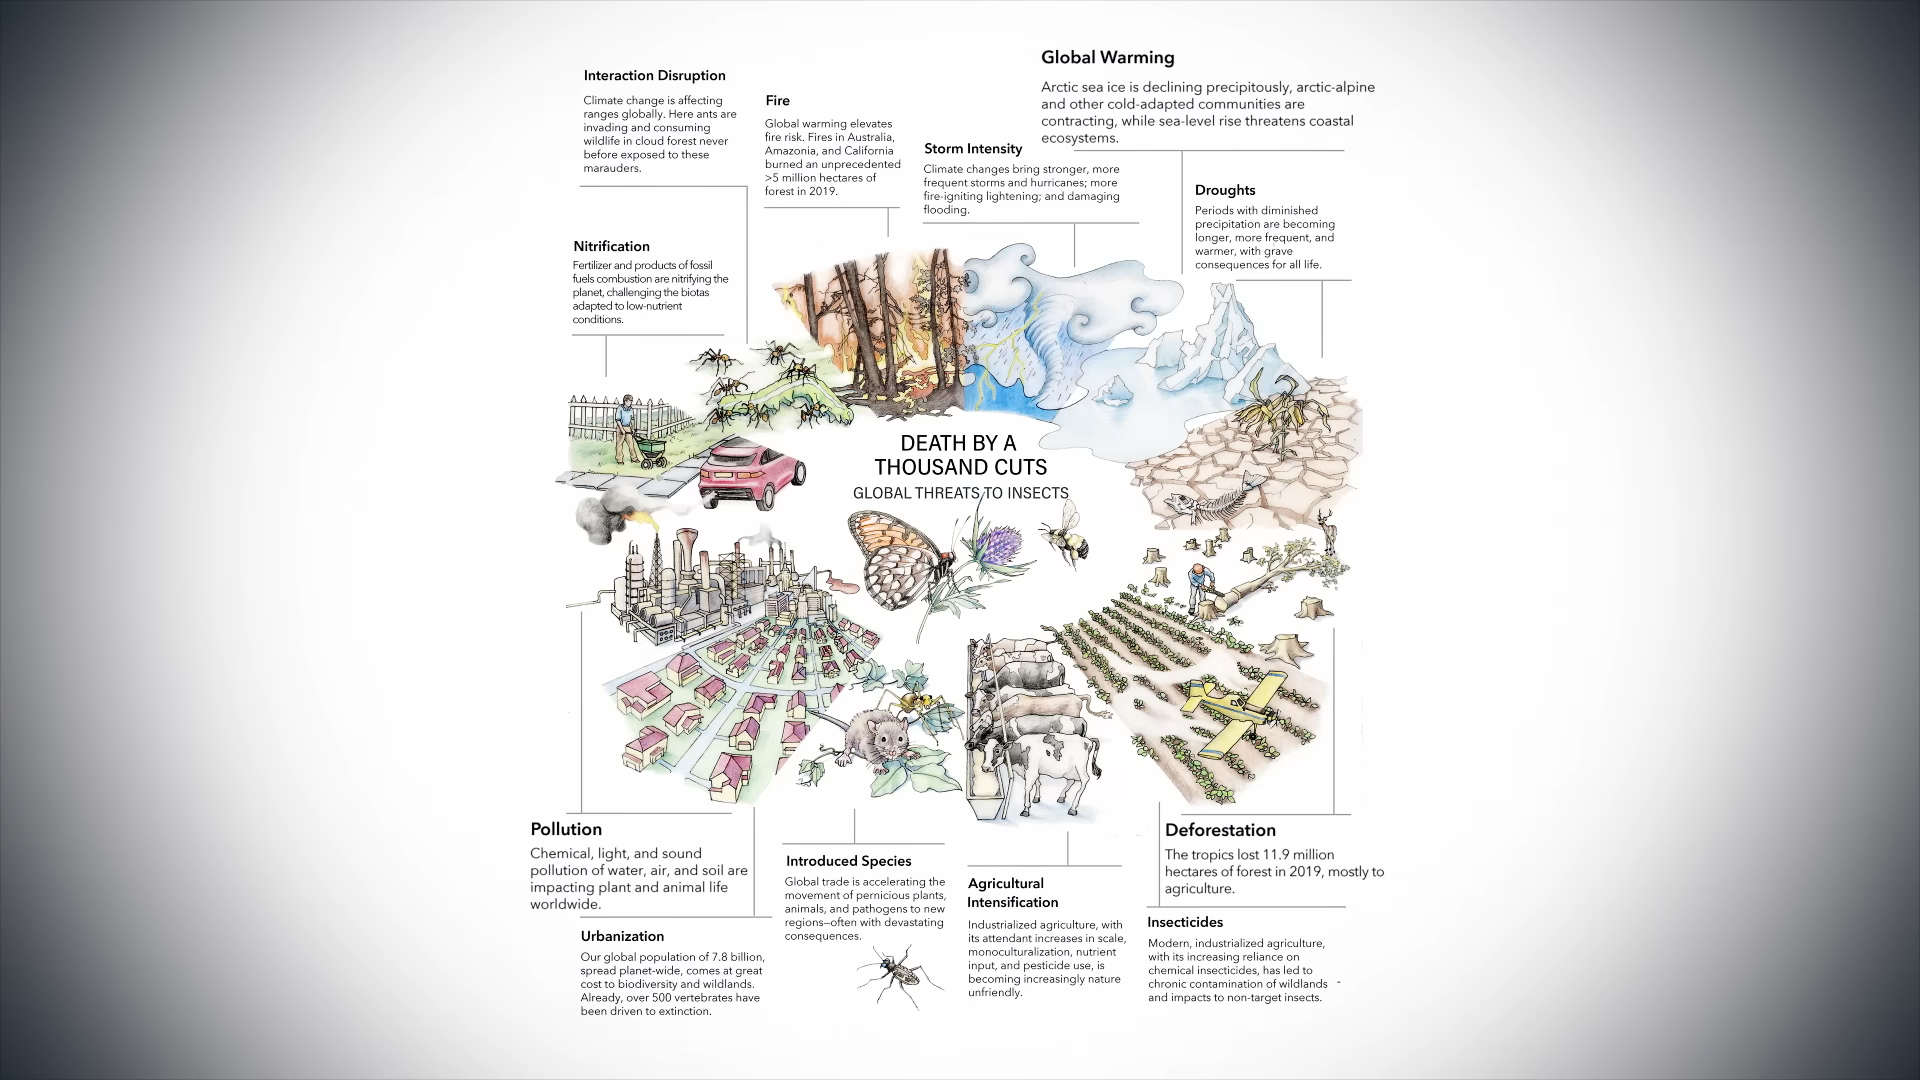 Global Warming
Arctic sea ice is declining precipitously, arctic-alpine
and other cold-adapted communities are
contracting, while sea-level rise threatens coastal
ecosystems.
Interaction Disruption
Climate change is affecting
ranges globally. Here ants are
invading and consuming
wildlife in cloud forest never
before exposed to these
marauders.
Fire
Global warming elevates
fire risk. Fires in Australia,
Amazonia, and California
burned an unprecedented
>5 million hectares of
forest in 2019.
Storm Intensity
Climate changes bring stronger, more
frequent storms and hurricanes; more
fire-igniting lightening; and damaging
flooding.
Droughts
Periods with diminished
precipitation are becoming
longer, more frequent, and
warmer, with grave
consequences for all life.
Nitrification
Fertilizer and products of fossil
fuels combustion are nitrifying the
planet, challenging the biotas
adapted to low-nutrient
conditions.
DEATH BY A
THOUSAND CUTS
GLOBAL THREATS TO INSECTS
Pollution
Chemical, light, and sound
pollution of water, air, and soil are
impacting plant and animal life
worldwide.
Urbanization
Our global population of 7.8 billion,
spread planet-wide, comes at great
cost to biodiversity and wildlands.
Already, over 500 vertebrates have
been driven to extinction.
Introduced Species
Global trade is accelerating the
movement of pernicious plants,
animals, and pathogens to new
regions—often with devastating
consequences.
Agricultural
Intensification
Industrialized agriculture, with
its attendant increases in scale,
monoculturalization, nutrient
input, and pesticide use, is
becoming increasingly nature
unfriendly.
Deforestation
The tropics lost 11.9 million
hectares of forest in 2019, mostly to
agriculture.
Insecticides
Modern, industrialized agriculture,
with its increasing reliance on
chemical insecticides, has led to
chronic contamination of wildlands
and impacts to non-target insects.